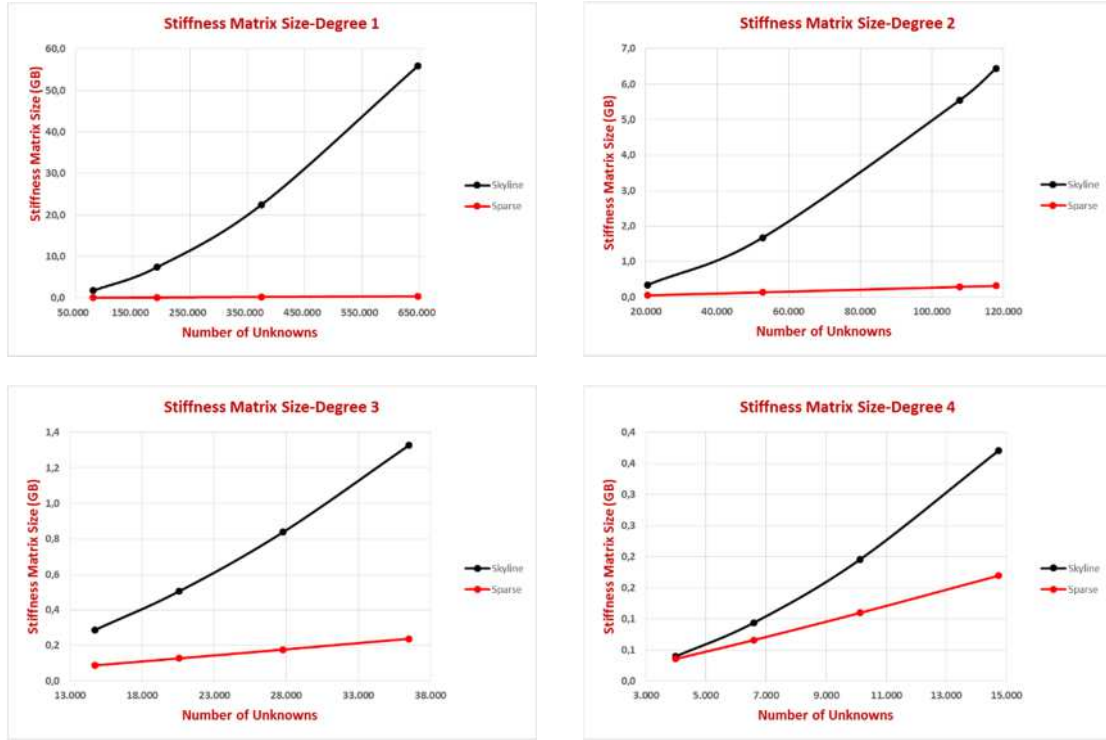 Stiffness Matrix Size-Degree 1
Stiffness Matrix Size (GB)
60,0
50,0
40,0
30,0
20,0
10,0
0,0
50.000 150.000 250.000 350.000 450.000 550.000 650.000
Number of Unknowns
Skyline
Sparse
Stiffness Matrix Size-Degree 2
Stiffness Matrix Size (GB)
7,0
6,0
5,0
4,0
3,0
2,0
1,0
0,0
20.000 40.000 60.000 80.000 100.000 120.000
Number of Unknowns
Skyline
Sparse
Stiffness Matrix Size-Degree 3
Stiffness Matrix Size (GB)
1,4
1,2
1,0
0,8
0,6
0,4
0,2
0,0
13.000 18.000 23.000 28.000 33.000 38.000
Number of Unknowns
Skyline
Sparse
Stiffness Matrix Size-Degree 4
Stiffness Matrix Size (GB)
0,4
0,4
0,3
0,3
0,2
0,2
0,1
0,1
0,0
3.000 5.000 7.000 9.000 11.000 13.000 15.000
Number of Unknowns
Skyline
Sparse